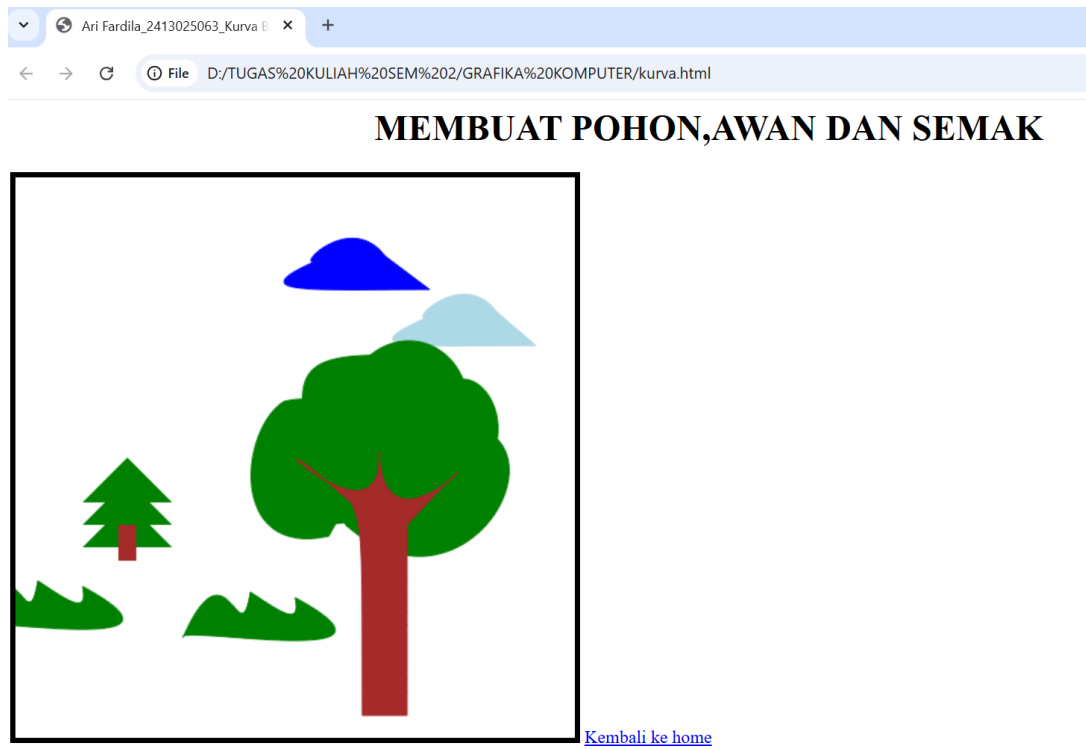 Ari Fardila_2413025063_Kurva B
File D:/TUGAS%20KULIAH%20SEM%202/GRAFIKA%20KOMPUTER/kurva.html
MEMBUAT POHON,AWAN DAN SEMAK
Kembali ke home